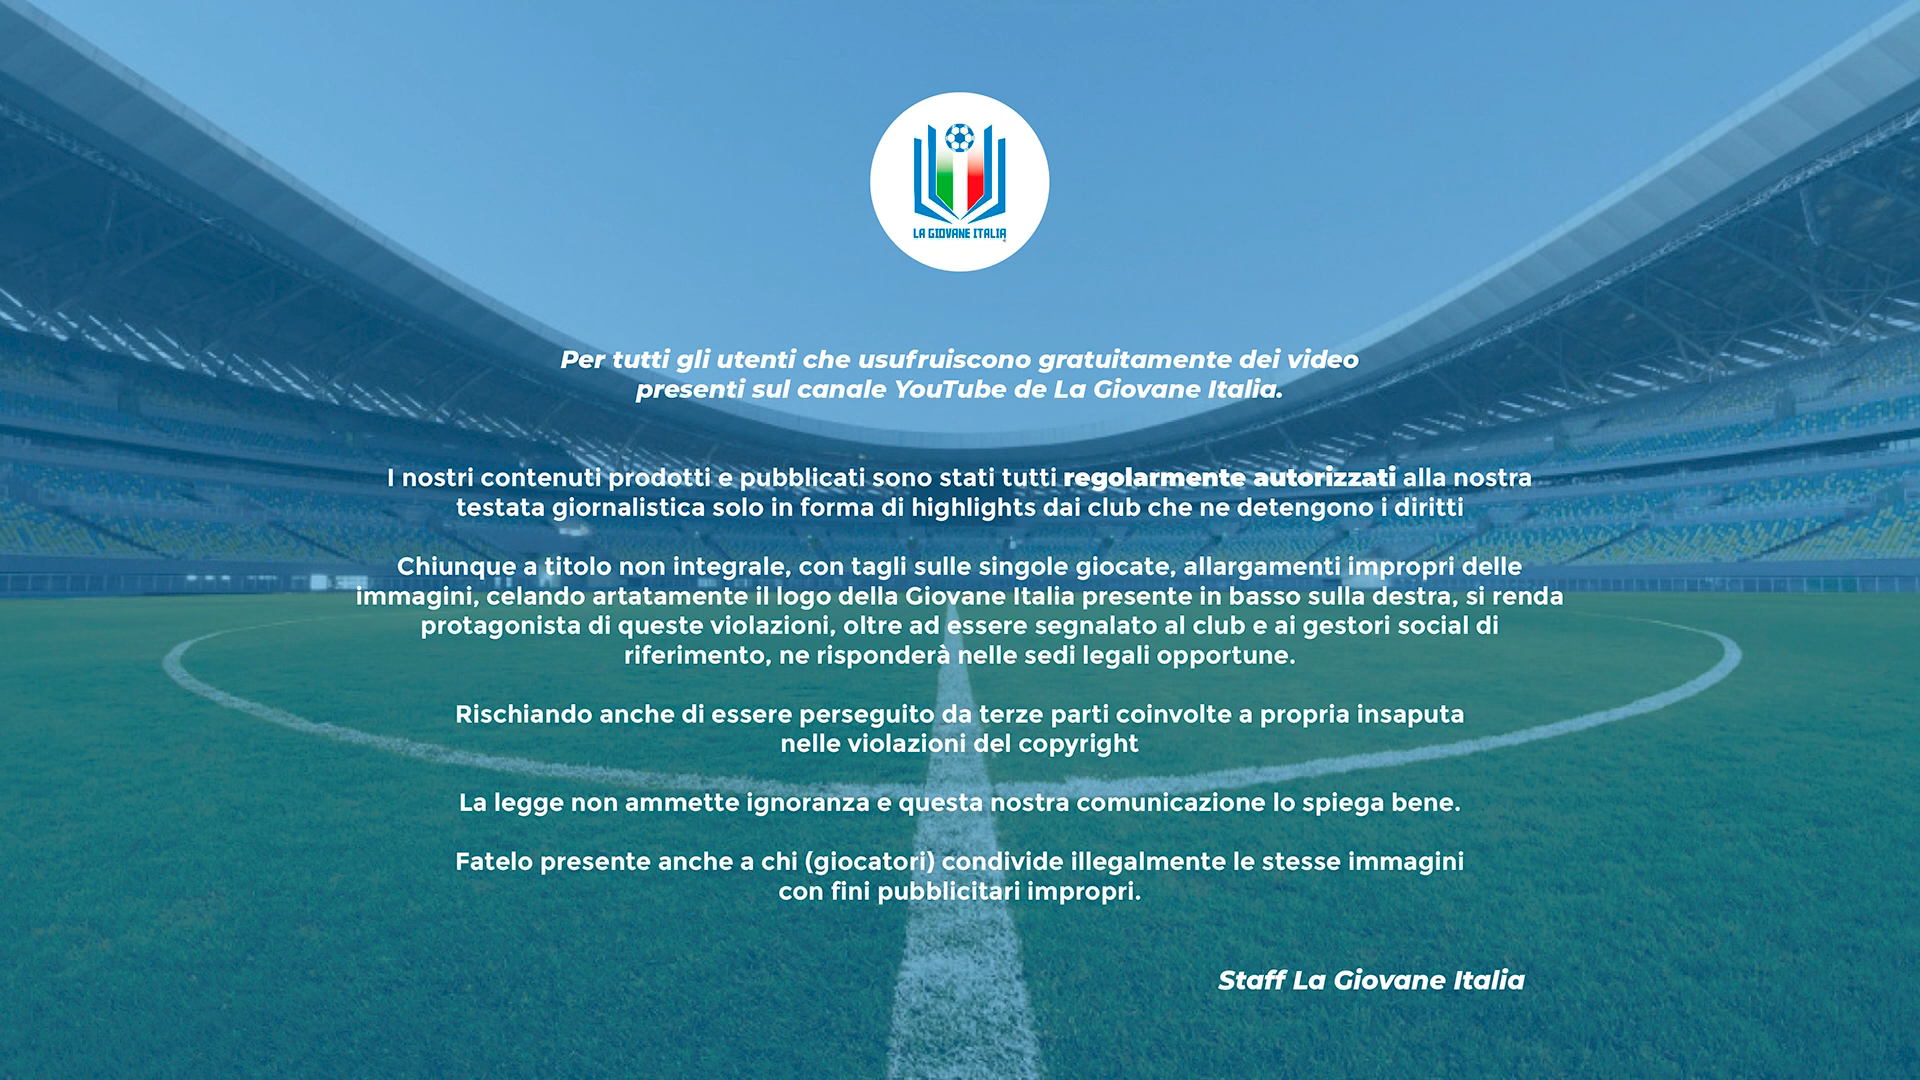 LA GIOVANE ITALIA
Per tutti gli utenti che usufruiscono gratuitamente dei video
presenti sul canale YouTube de La Giovane Italia.
I nostri contenuti prodotti e pubblicati sono stati tutti regolarmente autorizzati alla nostra
testata giornalistica solo in forma di highlights dai club che ne detengono i diritti
Chiunque a titolo non integrale, con tagli sulle singole giocate, allargamenti impropri delle
immagini, celando artatamente il logo della Giovane Italia presente in basso sulla destra, si renda
protagonista di queste violazioni, oltre ad essere segnalato al club e ai gestori social di
riferimento, ne risponderà nelle sedi legali opportune.
Rischiando anche di essere perseguito da terze parti coinvolte a propria insaputa
nelle violazioni del copyright
La legge non ammette ignoranza e questa nostra comunicazione lo spiega bene.
Fatelo presente anche a chi (giocatori) condivide illegalmente le stesse immagini
con fini pubblicitari impropri.
Staff La Giovane Italia